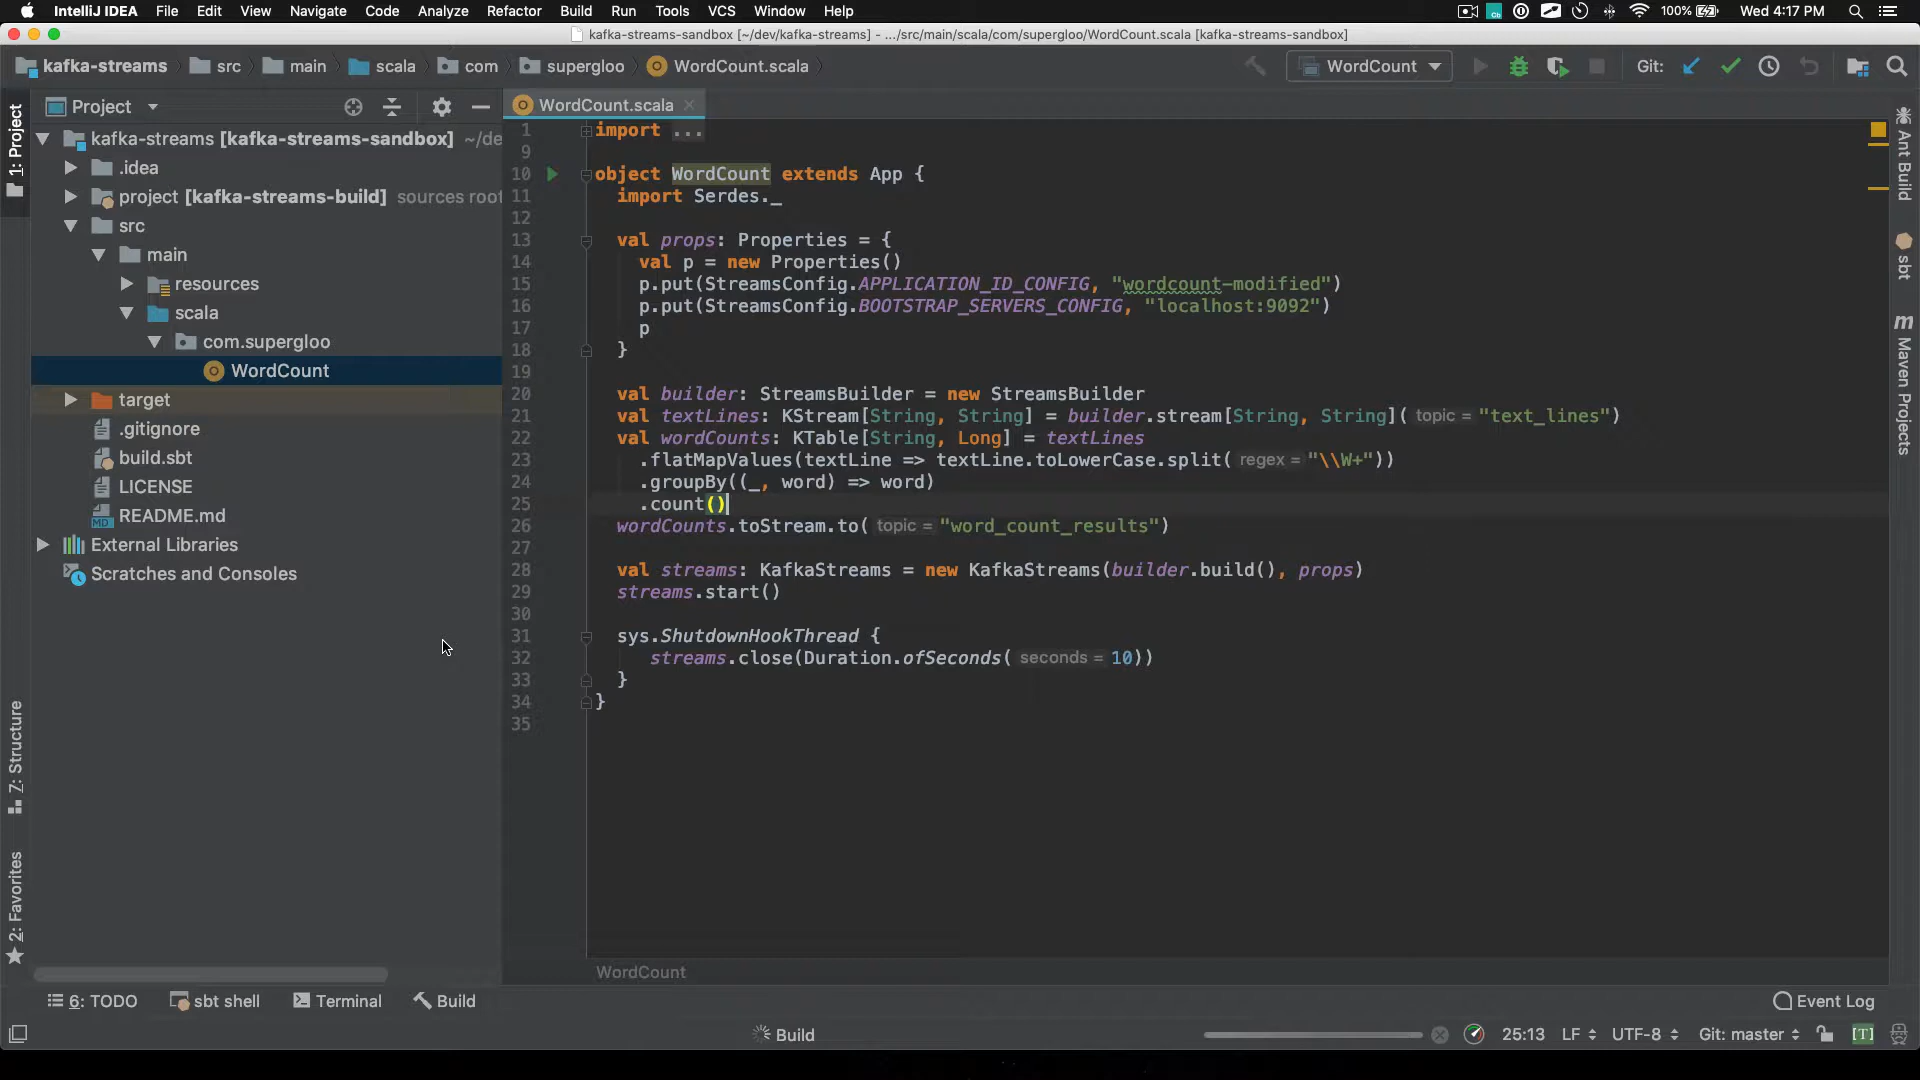 IntelliJ IDEA File Edit View Navigate Code Analyze Refactor Build Run Tools VCS Window Help 100% Wed 4:17 PM
kafka-streams-sandbox [~/dev/kafka-streams] - .../src/main/scala/com/supergloo/WordCount.scala [kafka-streams-sandbox]
kafka-streams src main scala com supergloo WordCount.scala WordCount Git:
Project
WordCount.scala
1: Project
kafka-streams [kafka-streams-sandbox] ~/de
.idea
project [kafka-streams-build] sources root
src
main
resources
scala
com.supergloo
WordCount
target
.gitignore
build.sbt
LICENSE
README.md
External Libraries
Scratches and Consoles
7: Structure
2: Favorites
1 import ...
9
10 object WordCount extends App {
11 import Serdes._
12
13 val props: Properties = {
14 val p = new Properties()
15 p.put(StreamsConfig.APPLICATION_ID_CONFIG, "wordcount-modified")
16 p.put(StreamsConfig.BOOTSTRAP_SERVERS_CONFIG, "localhost:9092")
17 p
18 }
19
20 val builder: StreamsBuilder = new StreamsBuilder
21 val textLines: KStream[String, String] = builder.stream[String, String]( topic = "text_lines")
22 val wordCounts: KTable[String, Long] = textLines
23 .flatMapValues(textLine => textLine.toLowerCase.split( regex = "\\W+"))
24 .groupBy((_, word) => word)
25 .count()
26 wordCounts.toStream.to( topic = "word_count_results")
27
28 val streams: KafkaStreams = new KafkaStreams(builder.build(), props)
29 streams.start()
30
31 sys.ShutdownHookThread {
32 streams.close(Duration.ofSeconds( seconds = 10))
33 }
34 }
35
WordCount
Ant Build
sbt
m Maven Projects
6: TODO sbt shell Terminal Build Event Log
Build 25:13 LF UTF-8 Git: master [T]